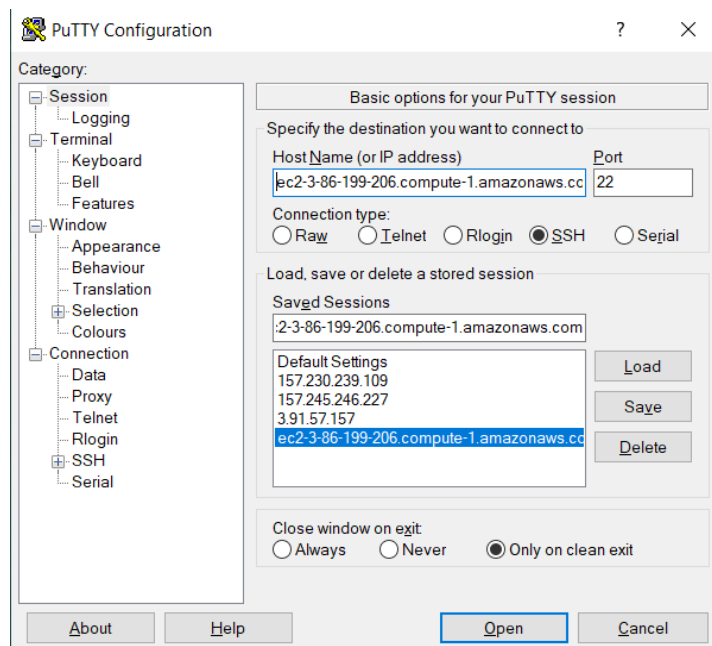 PuTTY Configuration
?
Category:
Session
Logging
Terminal
Keyboard
Bell
Features
Window
Appearance
Behaviour
Translation
Selection
Colours
Connection
Data
Proxy
Telnet
Rlogin
SSH
Serial
Basic options for your PuTTY session
Specify the destination you want to connect to
Host Name (or IP address) Port
ec2-3-86-199-206.compute-1.amazonaws.cc 22
Connection type:
Raw Telnet Rlogin SSH Serial
Load, save or delete a stored session
Saved Sessions
:2-3-86-199-206.compute-1.amazonaws.com
Default Settings
157.230.239.109
157.245.246.227
3.91.57.157
ec2-3-86-199-206.compute-1.amazonaws.cc
Load
Save
Delete
Close window on exit:
Always Never Only on clean exit
About Help Open Cancel